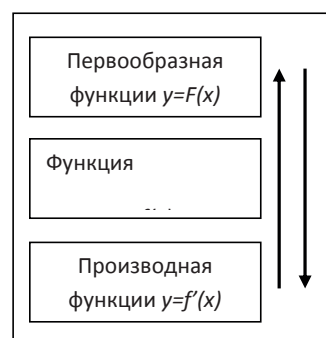 Первообразная
функции y=F(x)
Функция
Производная
функции y=f'(x)